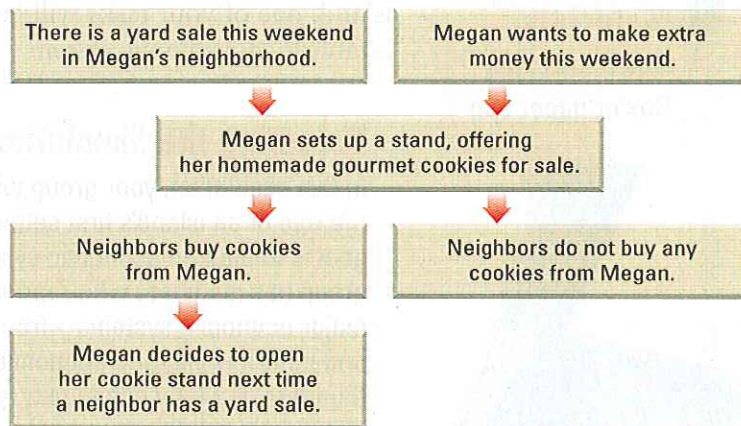 There is a yard sale this weekend
in Megan's neighborhood.
Megan wants to make extra
money this weekend.
Megan sets up a stand, offering
her homemade gourmet cookies for sale.
Neighbors buy cookies
from Megan.
Neighbors do not buy any
cookies from Megan.
Megan decides to open
her cookie stand next time
a neighbor has a yard sale.